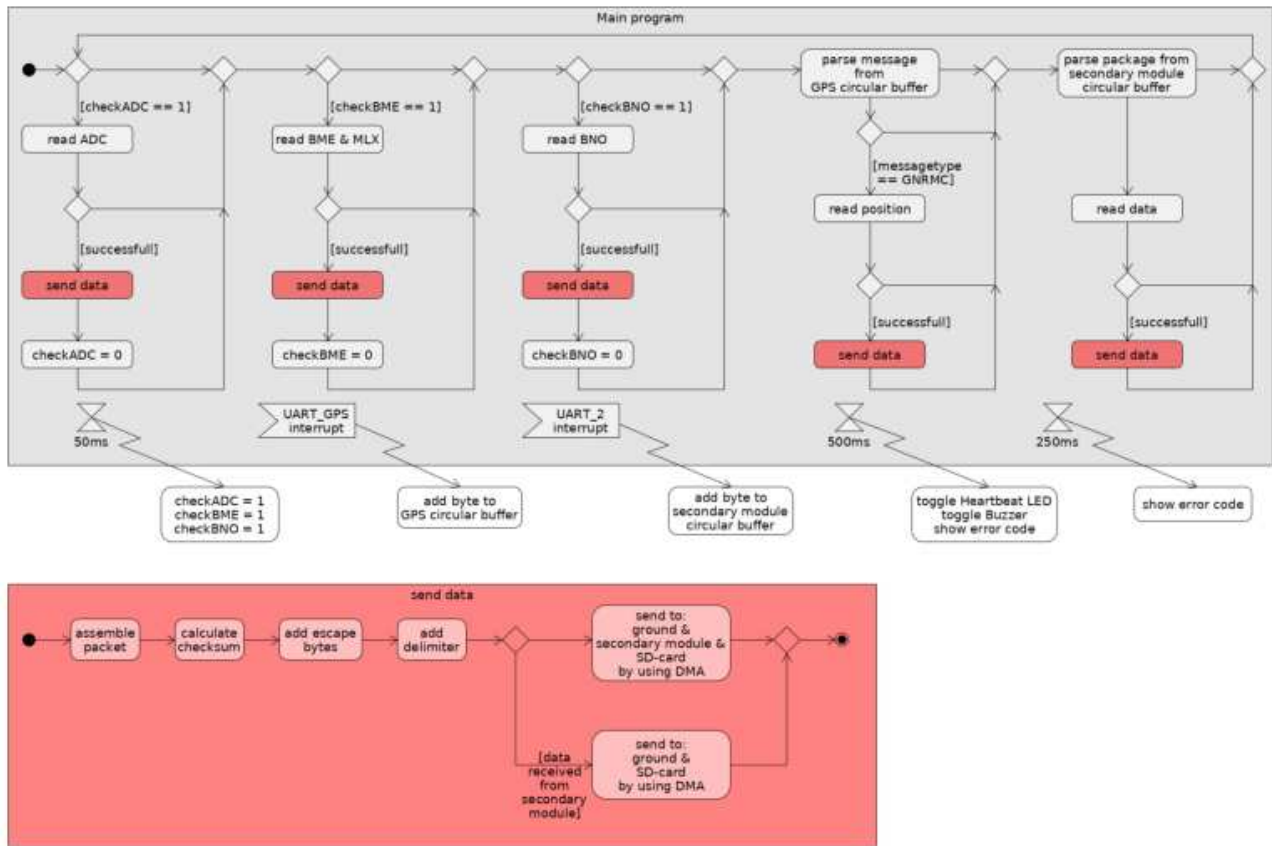 Main program
parse message
from
GPS circular buffer
parse package from
secondary module
circular buffer
[checkADC == 1]
[checkBME == 1]
[checkBNO == 1]
read ADC
read BME & MLX
read BNO
[messagetype
== GNRMC]
read position
read data
[successfull]
[successfull]
[successfull]
send data
send data
send data
[successfull]
[successfull]
checkADC = 0
checkBME = 0
checkBNO = 0
send data
send data
50ms
UART_GPS
interrupt
UART_2
interrupt
500ms
250ms
checkADC = 1
checkBME = 1
checkBNO = 1
add byte to
GPS circular buffer
add byte to
secondary module
circular buffer
toggle Heartbeat LED
toggle Buzzer
show error code
show error code
send data
assemble
packet
calculate
checksum
add escape
bytes
add
delimiter
send to:
ground &
secondary module &
SD-card
by using DMA
[data
received
from
secondary
module]
send to:
ground &
SD-card
by using DMA